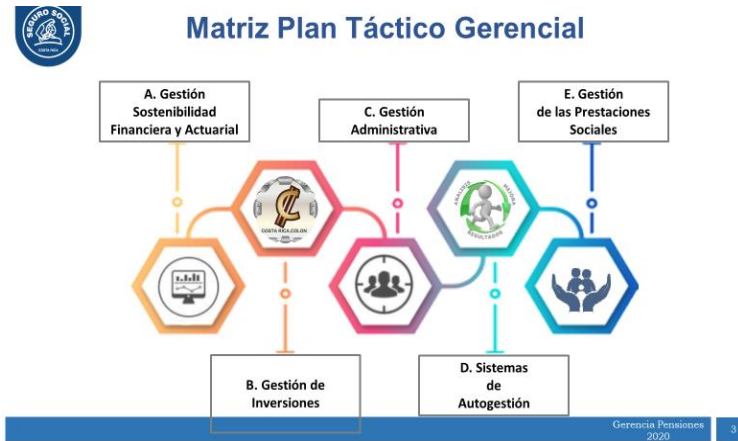 SEGURO SOCIAL
COSTA RICA
Matriz Plan Táctico Gerencial
A. Gestión
Sostenibilidad
Financiera y Actuarial
C. Gestión
Administrativa
E. Gestión
de las Prestaciones
Sociales
COSTA RICA COLON
ANALISIS
MEJORA
RESULTADOS
B. Gestión de
Inversiones
D. Sistemas
de
Autogestión
Gerencia Pensiones
2020
3